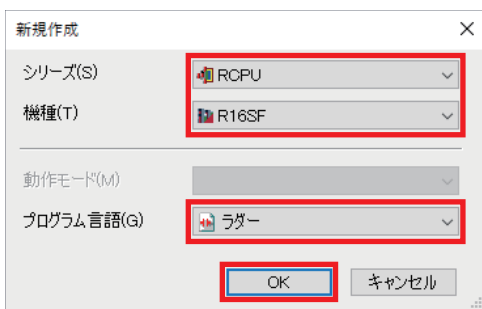 新規作成
シリーズ(S) RCPU
機種(T) R16SF
動作モード(M)
プログラム言語(G) ラダー
OK キャンセル